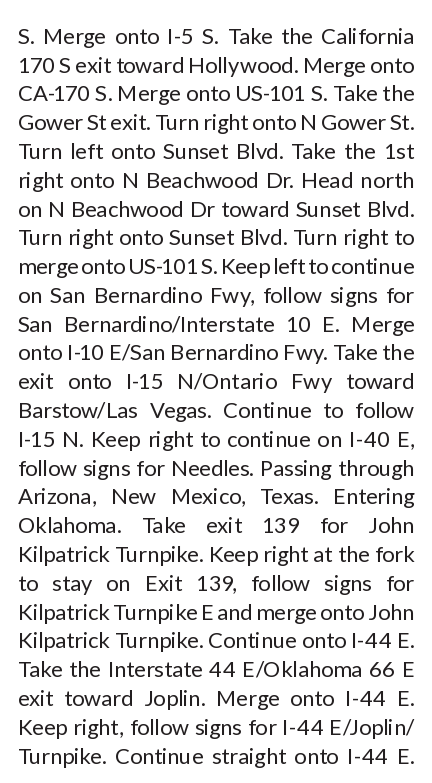 S. Merge onto I-5 S. Take the California
170 S exit toward Hollywood. Merge onto
CA-170 S. Merge onto US-101 S. Take the
Gower St exit. Turn right onto N Gower St.
Turn left onto Sunset Blvd. Take the 1st
right onto N Beachwood Dr. Head north
on N Beachwood Dr toward Sunset Blvd.
Turn right onto Sunset Blvd. Turn right to
merge onto US-101 S. Keep left to continue
on San Bernardino Fwy, follow signs for
San Bernardino/Interstate 10 E. Merge
onto I-10 E/San Bernardino Fwy. Take the
exit onto I-15 N/Ontario Fwy toward
Barstow/Las Vegas. Continue to follow
I-15 N. Keep right to continue on I-40 E,
follow signs for Needles. Passing through
Arizona, New Mexico, Texas. Entering
Oklahoma. Take exit 139 for John
Kilpatrick Turnpike. Keep right at the fork
to stay on Exit 139, follow signs for
Kilpatrick Turnpike E and merge onto John
Kilpatrick Turnpike. Continue onto I-44 E.
Take the Interstate 44 E/Oklahoma 66 E
exit toward Joplin. Merge onto I-44 E.
Keep right, follow signs for I-44 E/Joplin/
Turnpike. Continue straight onto I-44 E.